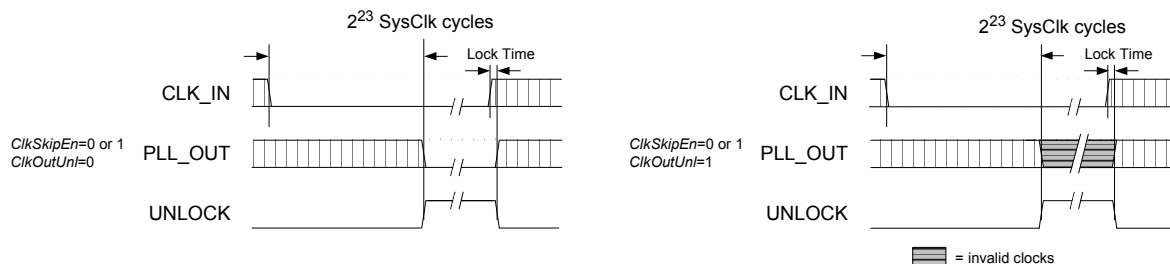 2²³ SysClk cycles
Lock Time
CLK_IN
ClkSkipEn=0 or 1
ClkOutUnl=0
PLL_OUT
UNLOCK
2²³ SysClk cycles
Lock Time
CLK_IN
ClkSkipEn=0 or 1
ClkOutUnl=1
PLL_OUT
UNLOCK
= invalid clocks